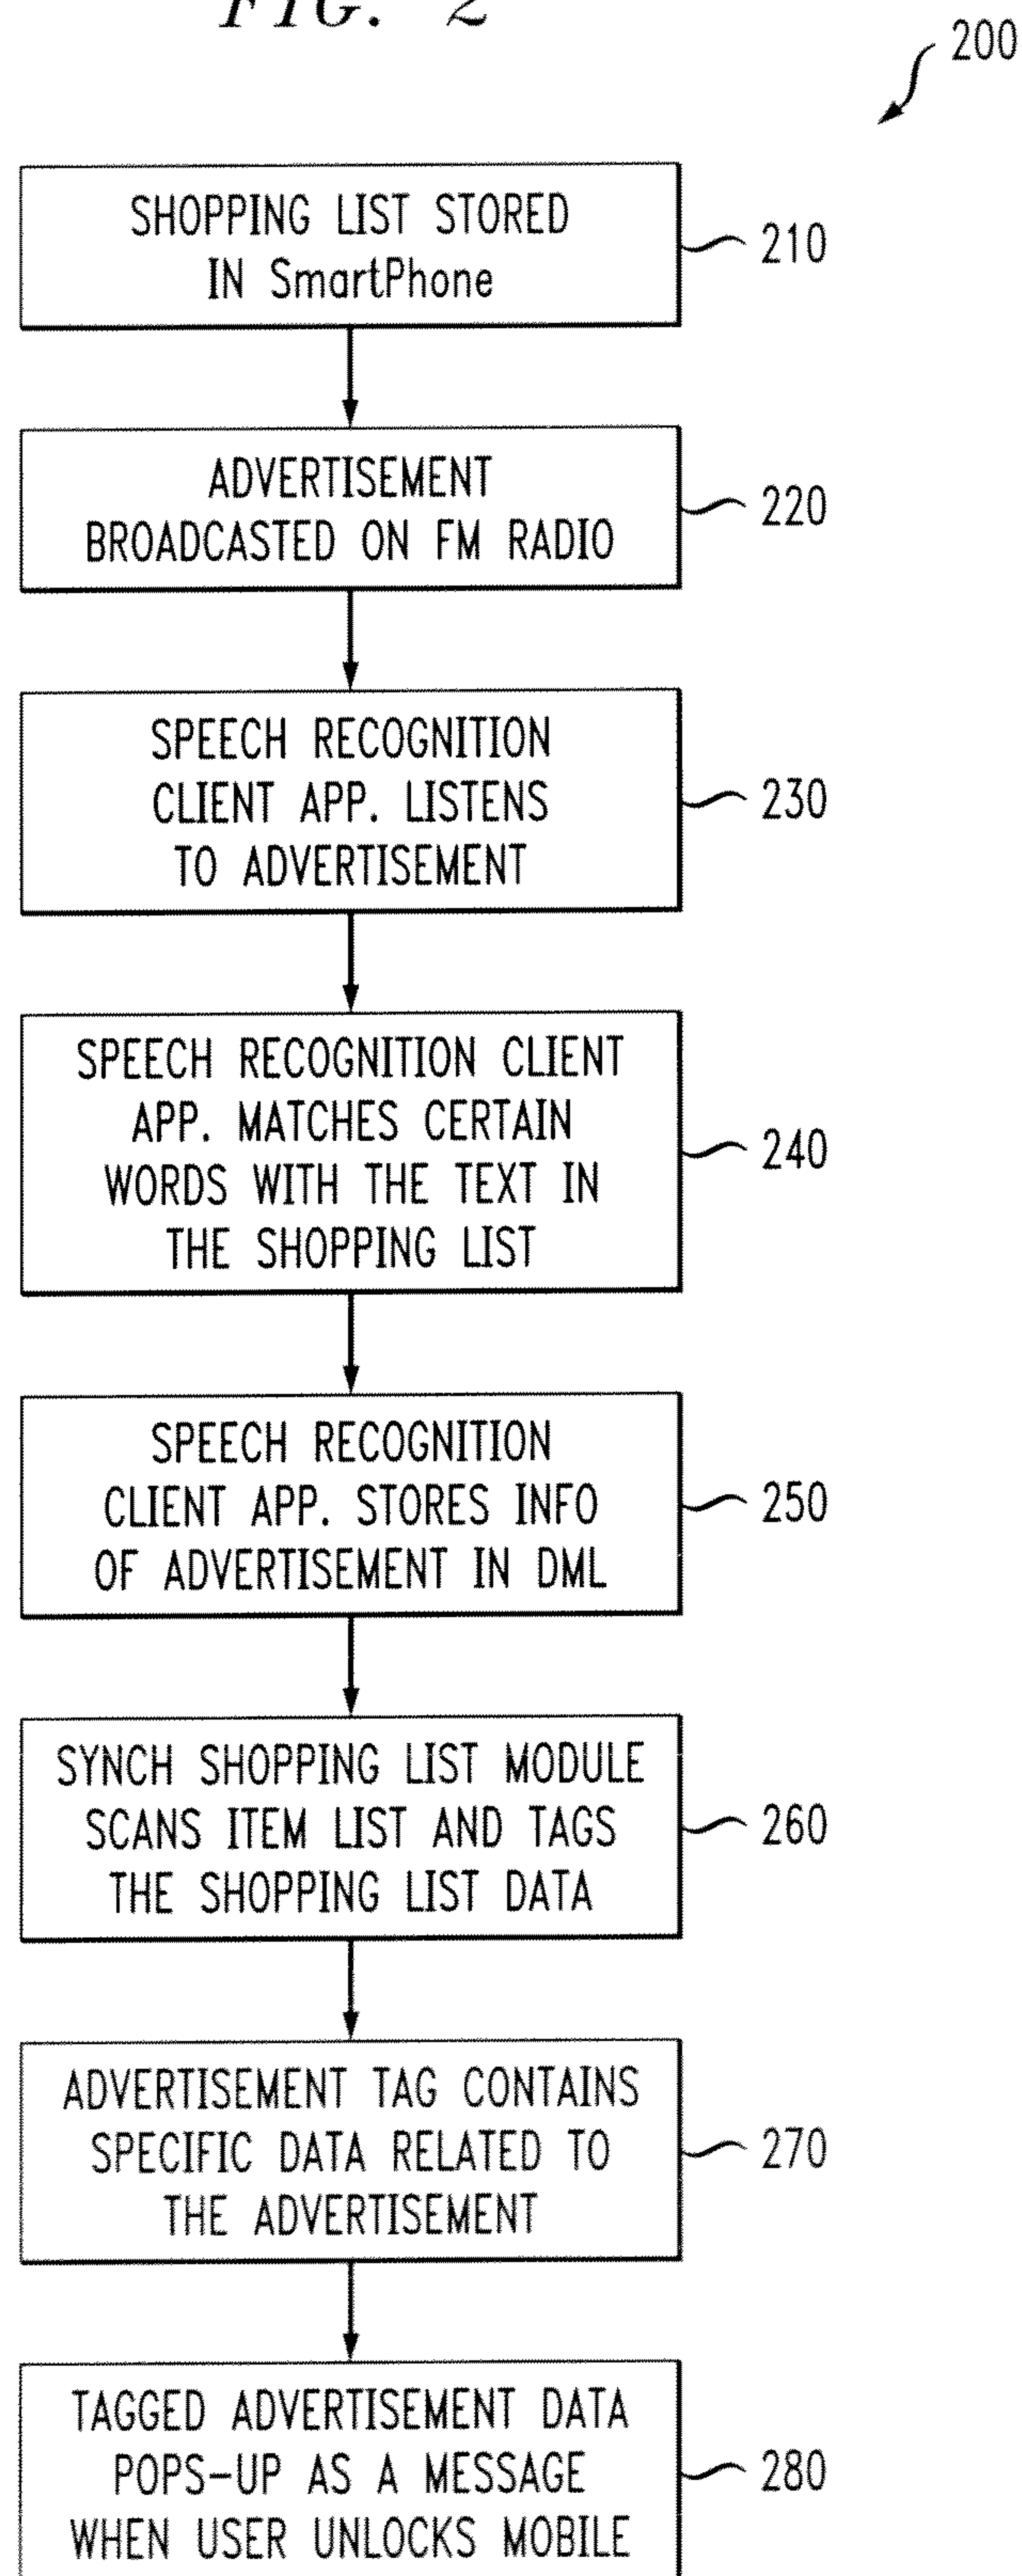 FIG. 2
200
SHOPPING LIST STORED
IN SmartPhone
210
ADVERTISEMENT
BROADCASTED ON FM RADIO
220
SPEECH RECOGNITION
CLIENT APP. LISTENS
TO ADVERTISEMENT
230
SPEECH RECOGNITION CLIENT
APP. MATCHES CERTAIN
WORDS WITH THE TEXT IN
THE SHOPPING LIST
240
SPEECH RECOGNITION
CLIENT APP. STORES INFO
OF ADVERTISEMENT IN DML
250
SYNCH SHOPPING LIST MODULE
SCANS ITEM LIST AND TAGS
THE SHOPPING LIST DATA
260
ADVERTISEMENT TAG CONTAINS
SPECIFIC DATA RELATED TO
THE ADVERTISEMENT
270
TAGGED ADVERTISEMENT DATA
POPS-UP AS A MESSAGE
WHEN USER UNLOCKS MOBILE
280